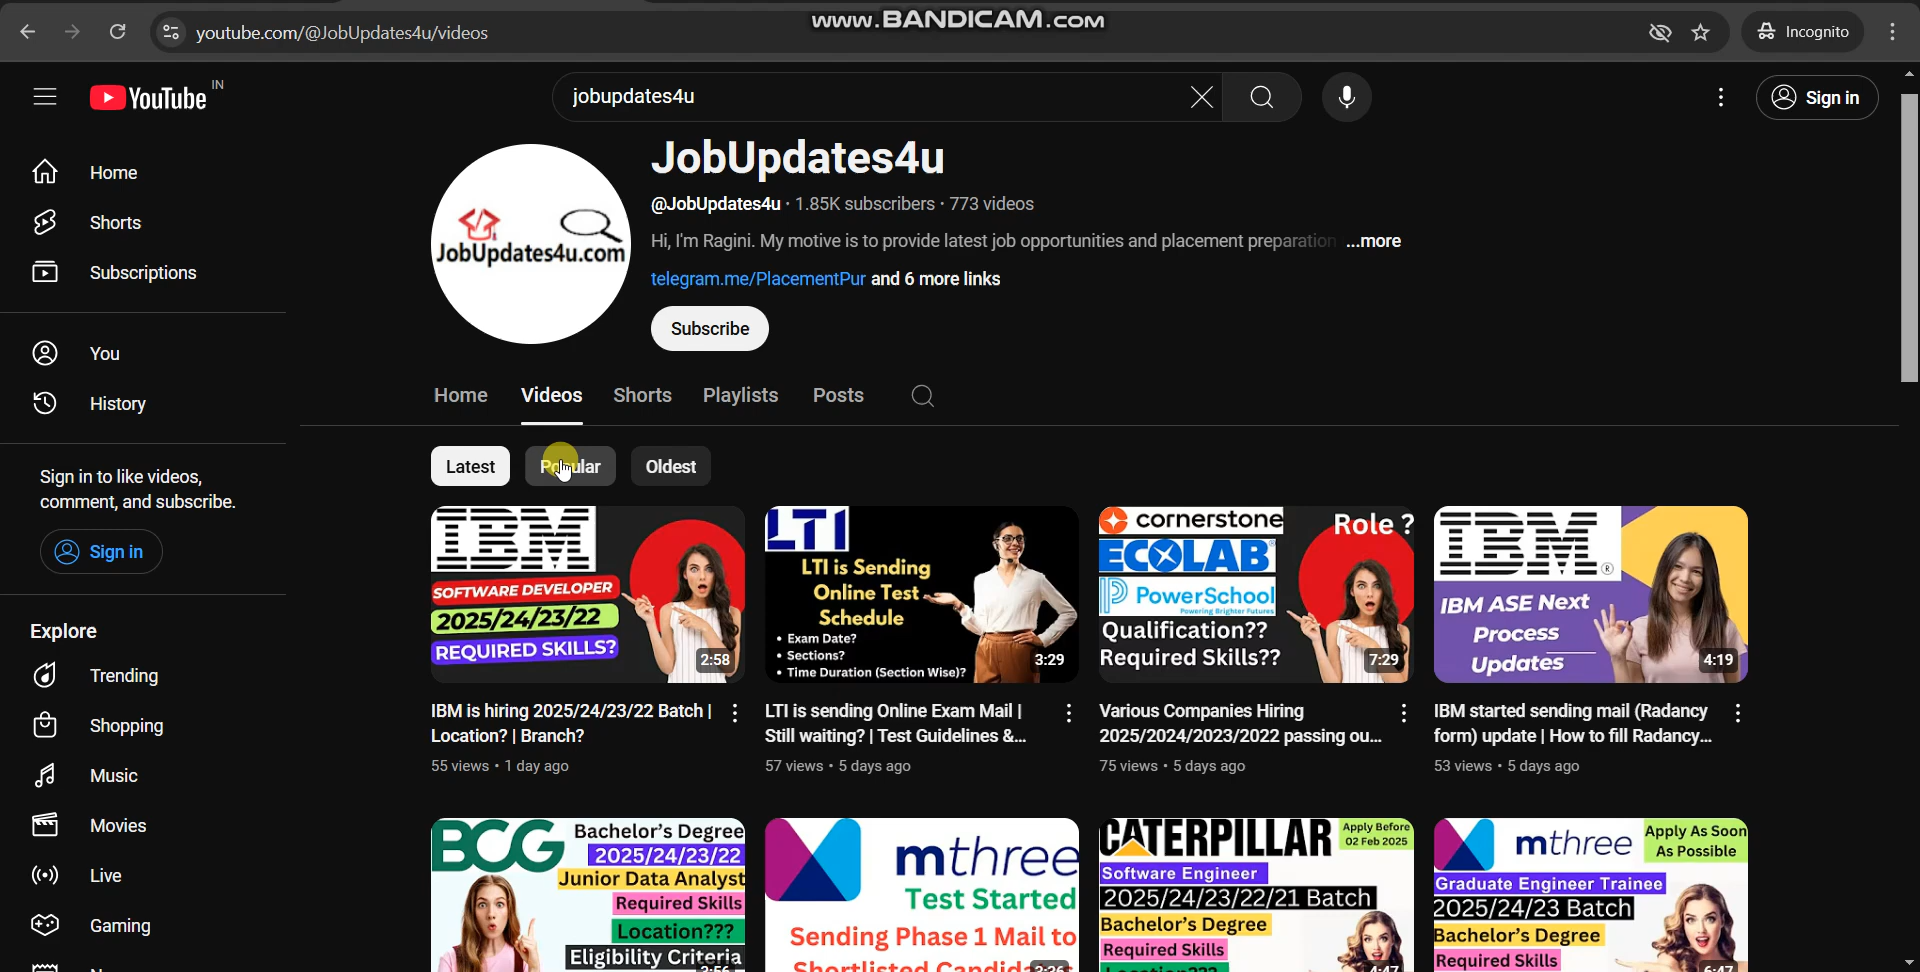 youtube.com/@JobUpdates4u/videos
www.BANDICAM.com
Incognito
YouTube IN
jobupdates4u
Sign in
Home
Shorts
Subscriptions
You
History
Sign in to like videos,
comment, and subscribe.
Sign in
Explore
Trending
Shopping
Music
Movies
Live
Gaming
JobUpdates4u.com
JobUpdates4u
@JobUpdates4u · 1.85K subscribers · 773 videos
Hi, I'm Ragini. My motive is to provide latest job opportunities and placement preparation ...more
telegram.me/PlacementPur and 6 more links
Subscribe
Home Videos Shorts Playlists Posts
Latest Popular Oldest
IBM
SOFTWARE DEVELOPER
2025/24/23/22
REQUIRED SKILLS?
2:58
IBM is hiring 2025/24/23/22 Batch |
Location? | Branch?
55 views • 1 day ago
LTI
LTI is Sending
Online Test
Schedule
• Exam Date?
• Sections?
• Time Duration (Section Wise)?
3:29
LTI is sending Online Exam Mail |
Still waiting? | Test Guidelines &...
57 views • 5 days ago
cornerstone
Role ?
ECOLAB
PowerSchool
Powering Brighter Futures
Qualification??
Required Skills??
7:29
Various Companies Hiring
2025/2024/2023/2022 passing ou...
75 views • 5 days ago
IBM ®
IBM ASE Next
Process
Updates
4:19
IBM started sending mail (Radancy
form) update | How to fill Radancy...
53 views • 5 days ago
BCG
Bachelor's Degree
2025/24/23/22
Junior Data Analyst
Required Skills
Location???
Eligibility Criteria
3:56
mthree
Test Started
Sending Phase 1 Mail to
Shortlisted
CATERPILLAR
Apply Before
02 Feb 2025
Software Engineer
2025/24/23/22/21 Batch
Bachelor's Degree
Required Skills
4:47
mthree
Apply As Soon
As Possible
Graduate Engineer Trainee
2025/24/23 Batch
Bachelor's Degree
Required Skills
6:47